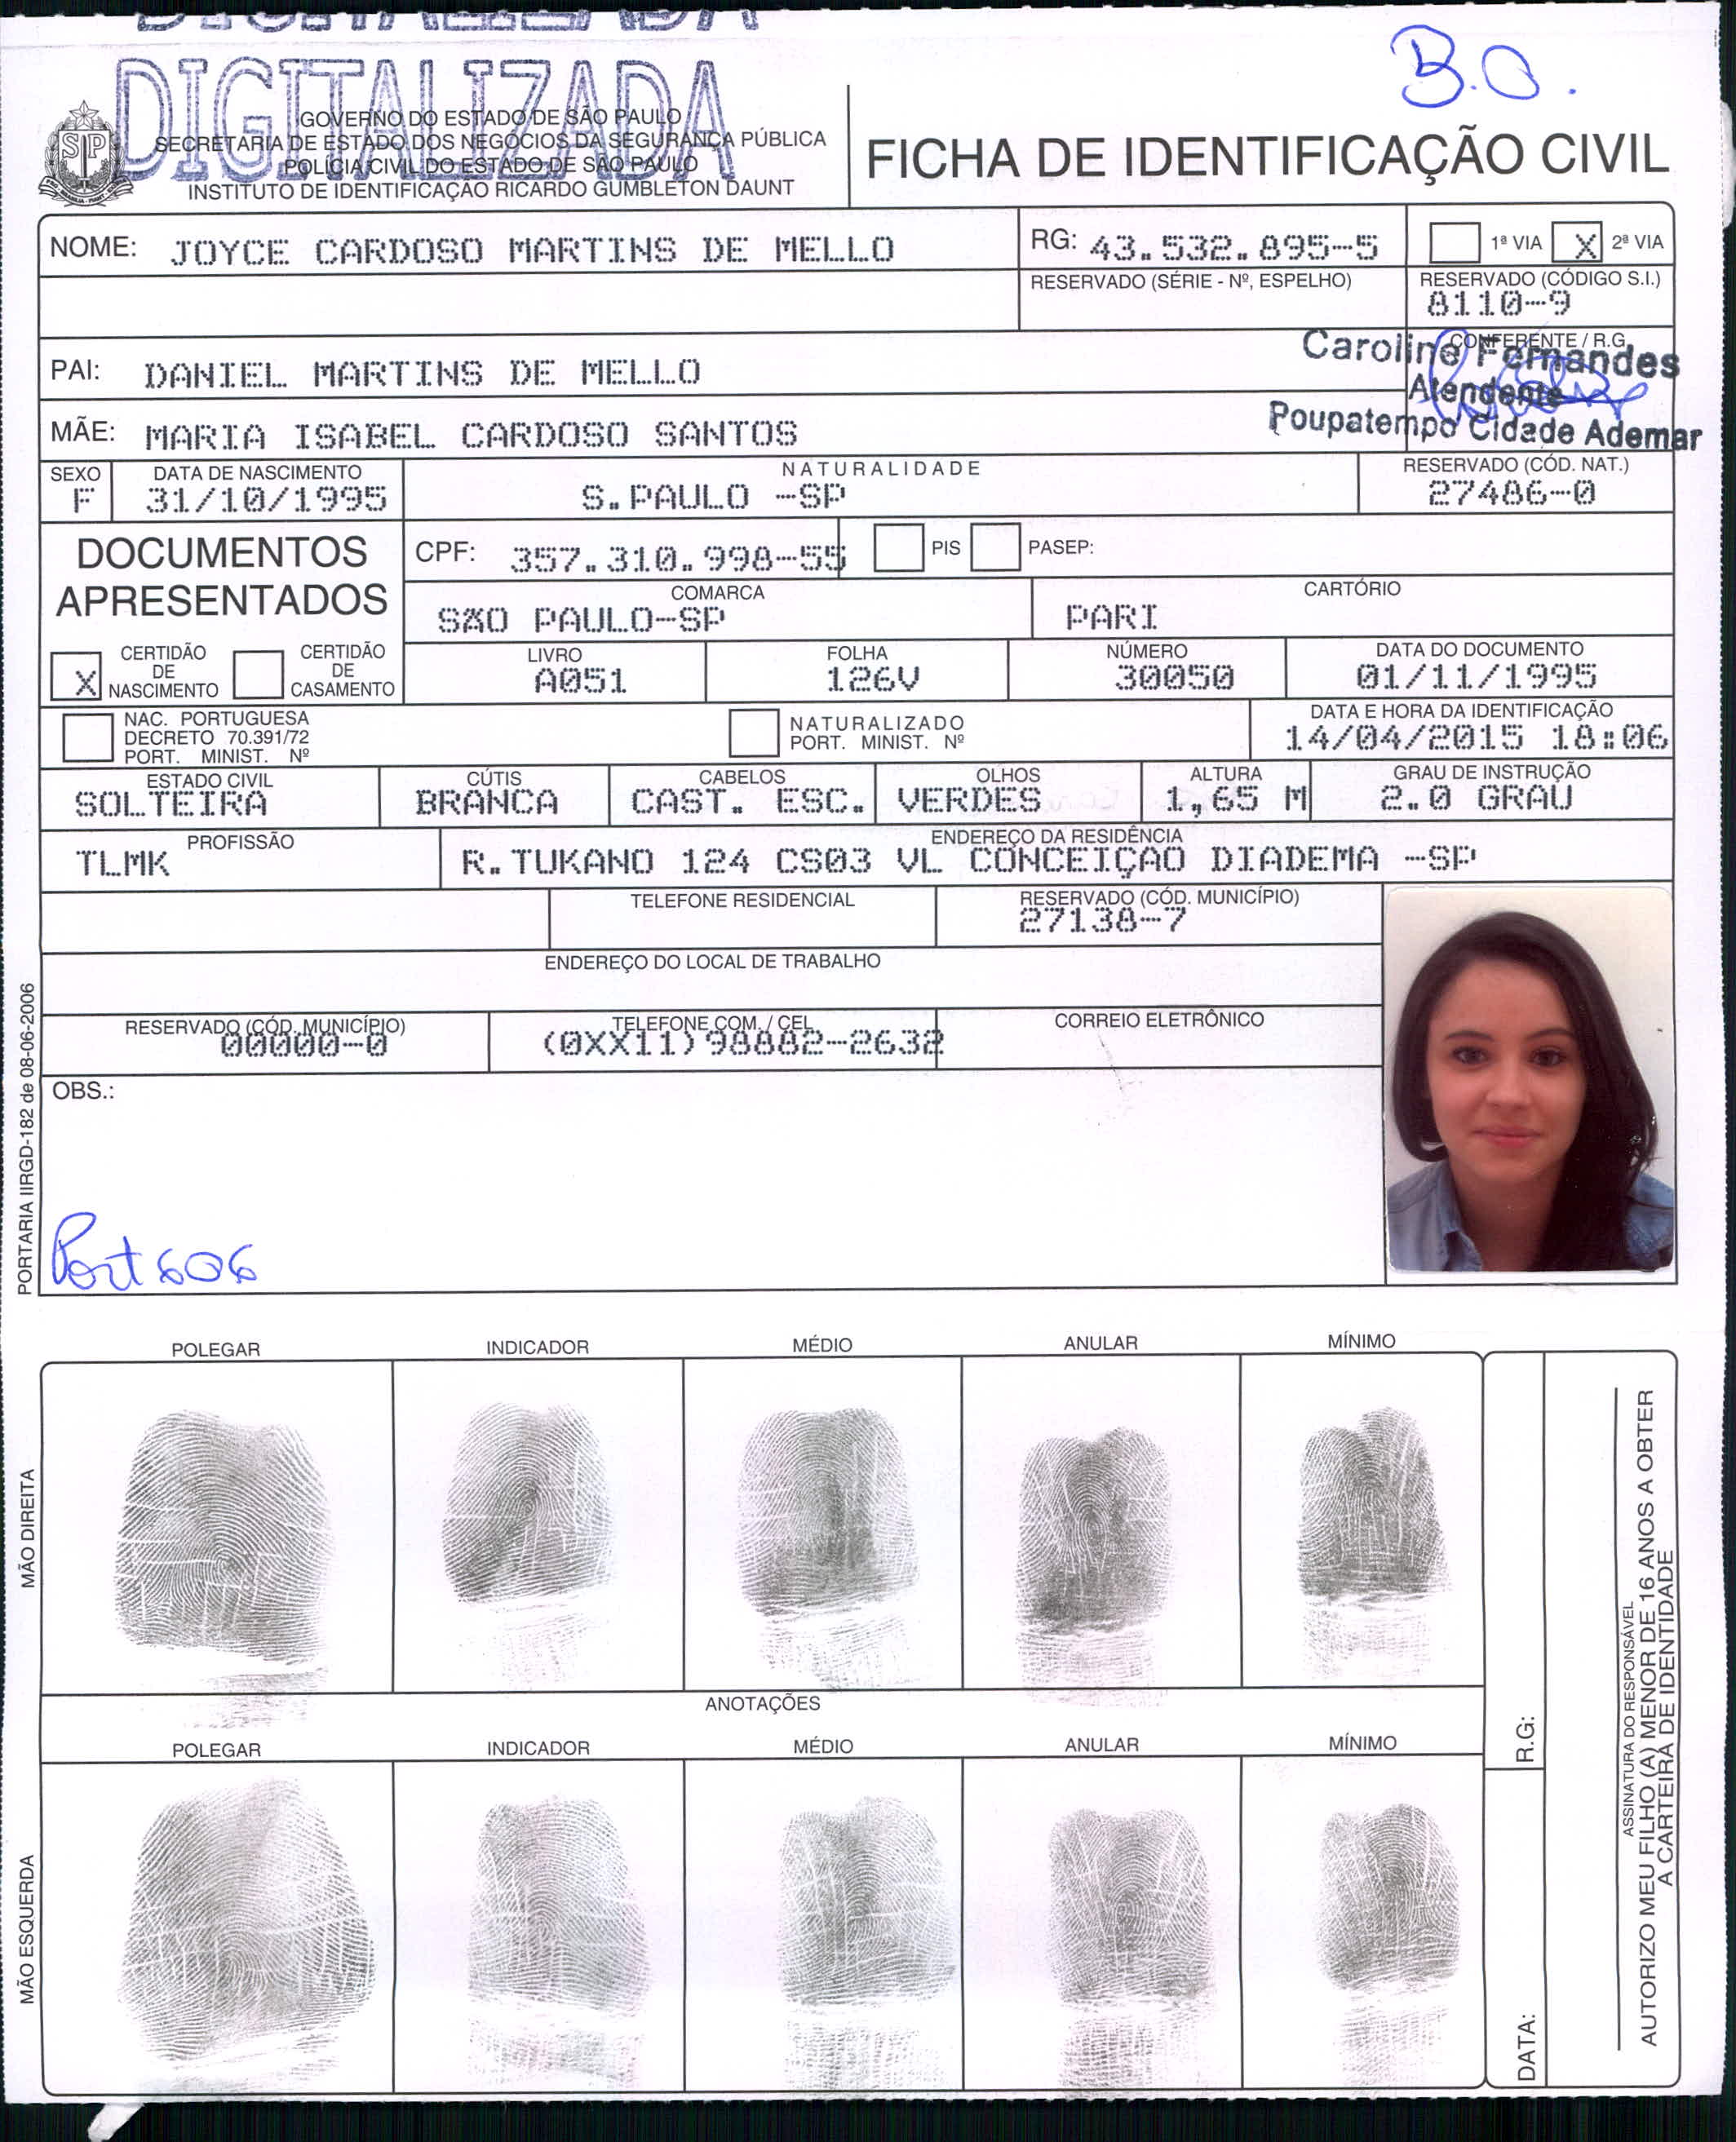 DIGITALIZADA
DIGITALIZADA
B.O.
GOVERNO DO ESTADO DE SÃO PAULO
SECRETARIA DE ESTADO DOS NEGÓCIOS DA SEGURANÇA PÚBLICA
POLÍCIA CIVIL DO ESTADO DE SÃO PAULO
INSTITUTO DE IDENTIFICAÇÃO RICARDO GUMBLETON DAUNT
FICHA DE IDENTIFICAÇÃO CIVIL
NOME: JOYCE CARDOSO MARTINS DE MELLO
RG: 43.532.895-5
1ª VIA X 2ª VIA
RESERVADO (SÉRIE - Nº, ESPELHO)
RESERVADO (CÓDIGO S.I.)
8110-9
PAI: DANIEL MARTINS DE MELLO
CONFERENTE / R.G
Caroline Fernandes
Atendente
Poupatempo Cidade Ademar
MÃE: MARIA ISABEL CARDOSO SANTOS
SEXO
F
DATA DE NASCIMENTO
31/10/1995
NATURALIDADE
S.PAULO -SP
RESERVADO (CÓD. NAT.)
27486-0
DOCUMENTOS
APRESENTADOS
CPF: 357.310.998-55
PIS
PASEP:
COMARCA
SÃO PAULO-SP
CARTÓRIO
PARI
X CERTIDÃO
DE
NASCIMENTO
CERTIDÃO
DE
CASAMENTO
LIVRO
A051
FOLHA
126V
NÚMERO
30050
DATA DO DOCUMENTO
01/11/1995
NAC. PORTUGUESA
DECRETO 70.391/72
PORT. MINIST. Nº
NATURALIZADO
PORT. MINIST. Nº
DATA E HORA DA IDENTIFICAÇÃO
14/04/2015 18:06
ESTADO CIVIL
SOLTEIRA
CÚTIS
BRANCA
CABELOS
CAST. ESC.
OLHOS
VERDES
ALTURA
1,65 M
GRAU DE INSTRUÇÃO
2.0 GRAU
PROFISSÃO
TLMK
ENDEREÇO DA RESIDÊNCIA
R.TUKANO 124 CS03 VL CONCEIÇAO DIADEMA -SP
TELEFONE RESIDENCIAL
RESERVADO (CÓD. MUNICÍPIO)
27138-7
ENDEREÇO DO LOCAL DE TRABALHO
RESERVADO (CÓD. MUNICÍPIO)
00000-0
TELEFONE COM. / CEL
(0XX11)98882-2632
CORREIO ELETRÔNICO
OBS.:
Port 606
PORTARIA IIRGD-182 de 08-06-2006
POLEGAR
INDICADOR
MÉDIO
ANULAR
MÍNIMO
MÃO DIREITA
ANOTAÇÕES
POLEGAR
INDICADOR
MÉDIO
ANULAR
MÍNIMO
MÃO ESQUERDA
R.G:
DATA:
ASSINATURA DO RESPONSÁVEL
AUTORIZO MEU FILHO (A) MENOR DE 16 ANOS A OBTER
A CARTEIRA DE IDENTIDADE